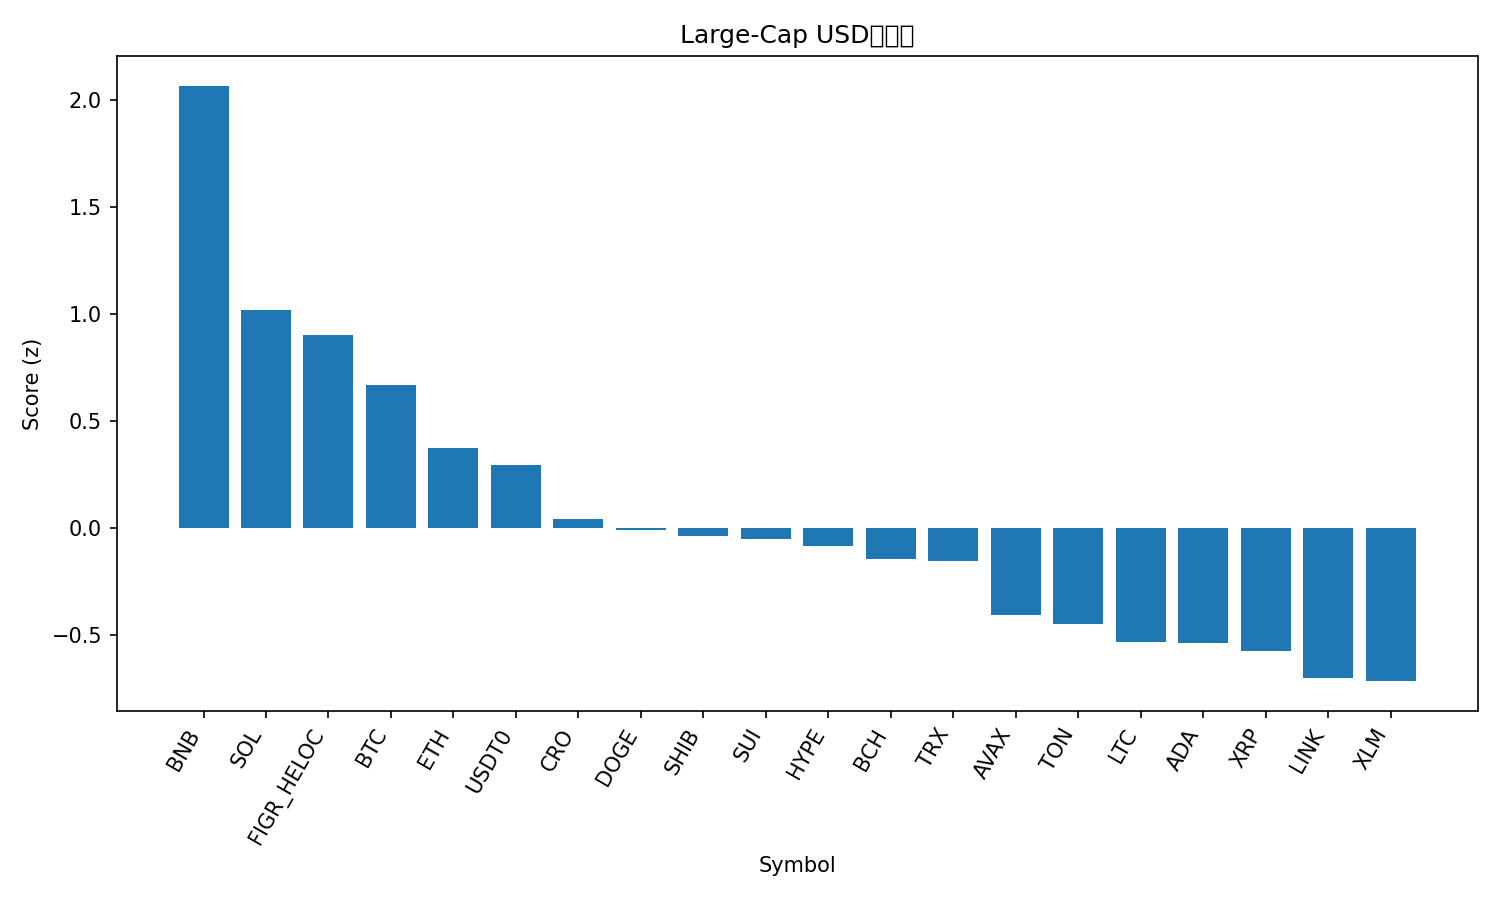 Large-Cap USD
2.0
1.5
1.0
0.5
0.0
−0.5
Score (z)
BNB
SOL
FIGR_HELOC
BTC
ETH
USDT0
CRO
DOGE
SHIB
SUI
HYPE
BCH
TRX
AVAX
TON
LTC
ADA
XRP
LINK
XLM
Symbol